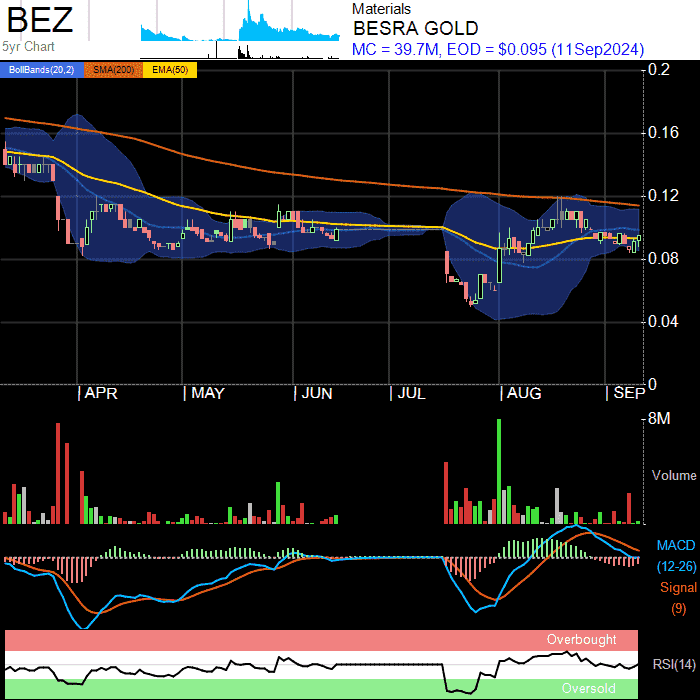 BEZ
5yr Chart
Materials
BESRA GOLD
MC = 39.7M, EOD = $0.095 (11Sep2024)
BollBands(20,2) SMA(200) EMA(50)
0.2
0.16
0.12
0.08
0.04
0
APR MAY JUN JUL AUG SEP
8M
Volume
MACD
(12-26)
Signal
(9)
Overbought
RSI(14)
Oversold